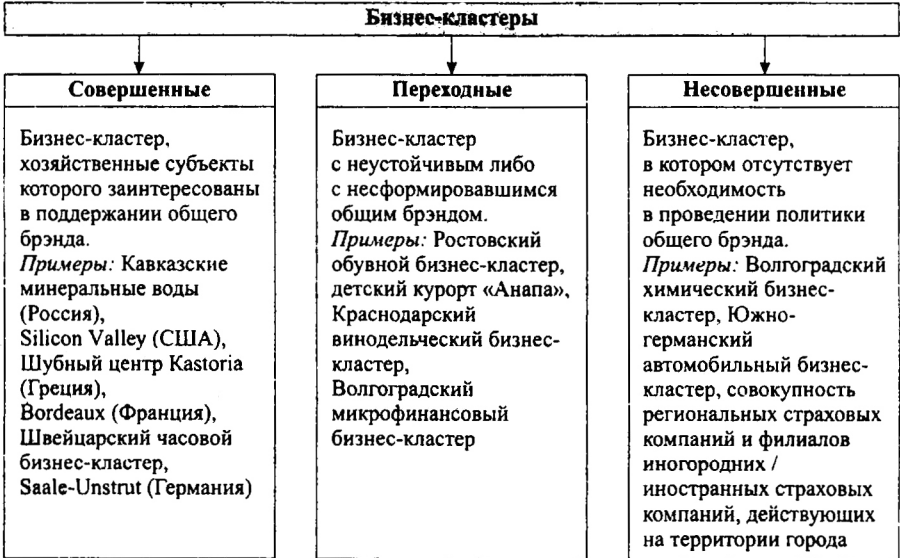 Бизнес-кластеры
Совершенные
Бизнес-кластер,
хозяйственные субъекты
которого заинтересованы
в поддержании общего
брэнда.
Примеры: Кавказские
минеральные воды
(Россия),
Silicon Valley (США),
Шубный центр Kastoria
(Греция),
Bordeaux (Франция),
Швейцарский часовой
бизнес-кластер,
Saale-Unstrut (Германия)
Переходные
Бизнес-кластер
с неустойчивым либо
с несформировавшимся
общим брэндом.
Примеры: Ростовский
обувной бизнес-кластер,
детский курорт «Анапа»,
Краснодарский
винодельческий бизнес-
кластер,
Волгоградский
микрофинансовый
бизнес-кластер
Несовершенные
Бизнес-кластер,
в котором отсутствует
необходимость
в проведении политики
общего брэнда.
Примеры: Волгоградский
химический бизнес-
кластер, Южно-
германский
автомобильный бизнес-
кластер, совокупность
региональных страховых
компаний и филиалов
иногородних /
иностранных страховых
компаний, действующих
на территории города